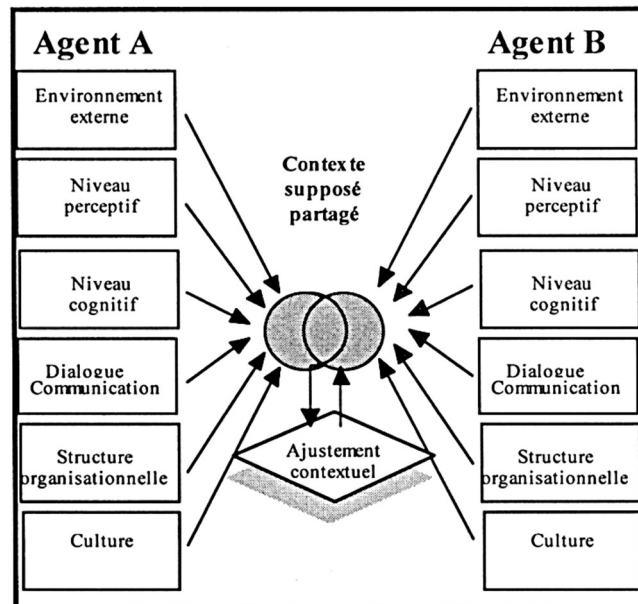 Agent A
Agent B
Environnement
externe
Niveau
perceptif
Niveau
cognitif
Dialogue
Communication
Structure
organisationnelle
Culture
Contexte
supposé
partagé
Ajustement
contextuel
Environnement
externe
Niveau
perceptif
Niveau
cognitif
Dialogue
Communication
Structure
organisationnelle
Culture